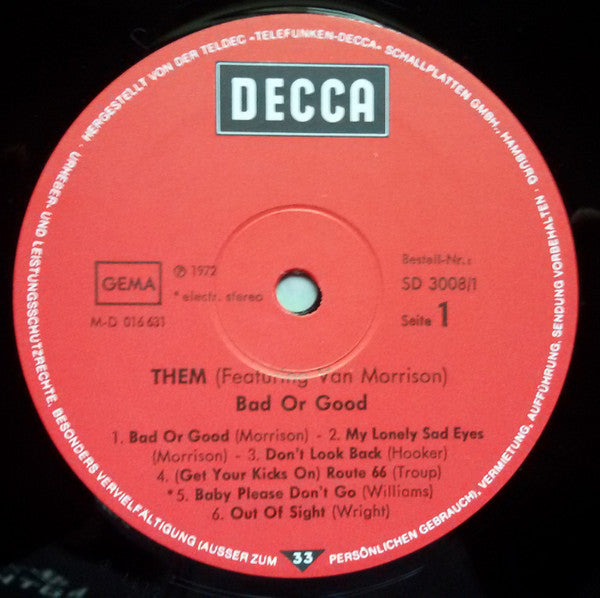 HERGESTELLT VON DER TELDEC »TELEFUNKEN-DECCA« SCHALLPLATTEN GMBH., HAMBURG · SENDUNG VORBEHALTEN · VERMIETUNG, AUFFÜHRUNG,
URHEBER- UND LEISTUNGSSCHUTZRECHTE, BESONDERS VERVIELFÄLTIGUNG (AUSSER ZUM PERSÖNLICHEN GEBRAUCH),
DECCA
GEMA
℗ 1972
* electr. stereo
M-D 016 631
Bestell-Nr.:
SD 3008/1
Seite 1
THEM (Featuring Van Morrison)
Bad Or Good
1. Bad Or Good (Morrison) - 2. My Lonely Sad Eyes
(Morrison) - 3. Don't Look Back (Hooker)
4. (Get Your Kicks On) Route 66 (Troup)
*5. Baby Please Don't Go (Williams)
6. Out Of Sight (Wright)
33